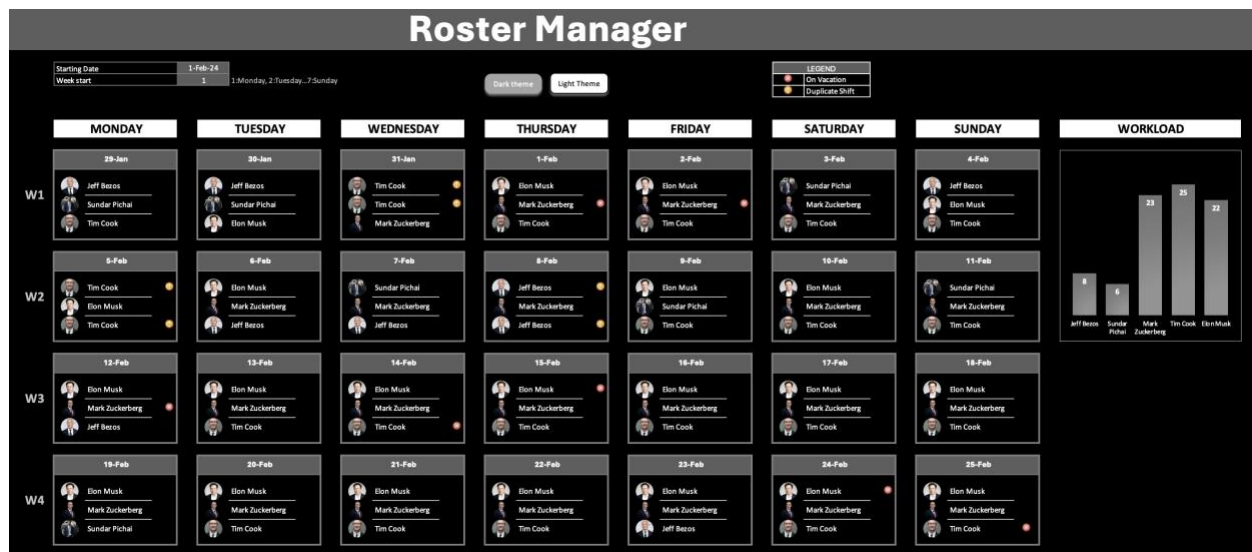 Roster Manager
Starting Date 1-Feb-24
Week start 1 1:Monday, 2:Tuesday...7:Sunday
Dark theme Light Theme
LEGEND
On Vacation
Duplicate Shift
MONDAY TUESDAY WEDNESDAY THURSDAY FRIDAY SATURDAY SUNDAY WORKLOAD
W1
29-Jan 30-Jan 31-Jan 1-Feb 2-Feb 3-Feb 4-Feb
Jeff Bezos Jeff Bezos Tim Cook Elon Musk Elon Musk Sundar Pichai Jeff Bezos
Sundar Pichai Sundar Pichai Tim Cook Mark Zuckerberg Mark Zuckerberg Mark Zuckerberg Elon Musk
Tim Cook Elon Musk Mark Zuckerberg Tim Cook Tim Cook Tim Cook Tim Cook
W2
5-Feb 6-Feb 7-Feb 8-Feb 9-Feb 10-Feb 11-Feb
Tim Cook Elon Musk Sundar Pichai Jeff Bezos Elon Musk Elon Musk Sundar Pichai
Elon Musk Mark Zuckerberg Mark Zuckerberg Mark Zuckerberg Sundar Pichai Mark Zuckerberg Mark Zuckerberg
Tim Cook Jeff Bezos Jeff Bezos Jeff Bezos Tim Cook Tim Cook Tim Cook
W3
12-Feb 13-Feb 14-Feb 15-Feb 16-Feb 17-Feb 18-Feb
Elon Musk Elon Musk Elon Musk Elon Musk Elon Musk Elon Musk Elon Musk
Mark Zuckerberg Mark Zuckerberg Mark Zuckerberg Mark Zuckerberg Mark Zuckerberg Mark Zuckerberg Mark Zuckerberg
Jeff Bezos Tim Cook Tim Cook Tim Cook Tim Cook Tim Cook Tim Cook
W4
19-Feb 20-Feb 21-Feb 22-Feb 23-Feb 24-Feb 25-Feb
Elon Musk Elon Musk Elon Musk Elon Musk Elon Musk Elon Musk Elon Musk
Mark Zuckerberg Mark Zuckerberg Mark Zuckerberg Mark Zuckerberg Mark Zuckerberg Mark Zuckerberg Mark Zuckerberg
Sundar Pichai Tim Cook Tim Cook Tim Cook Jeff Bezos Tim Cook Tim Cook
8 6 23 25 22
Jeff Bezos Sundar Pichai Mark Zuckerberg Tim Cook Elon Musk